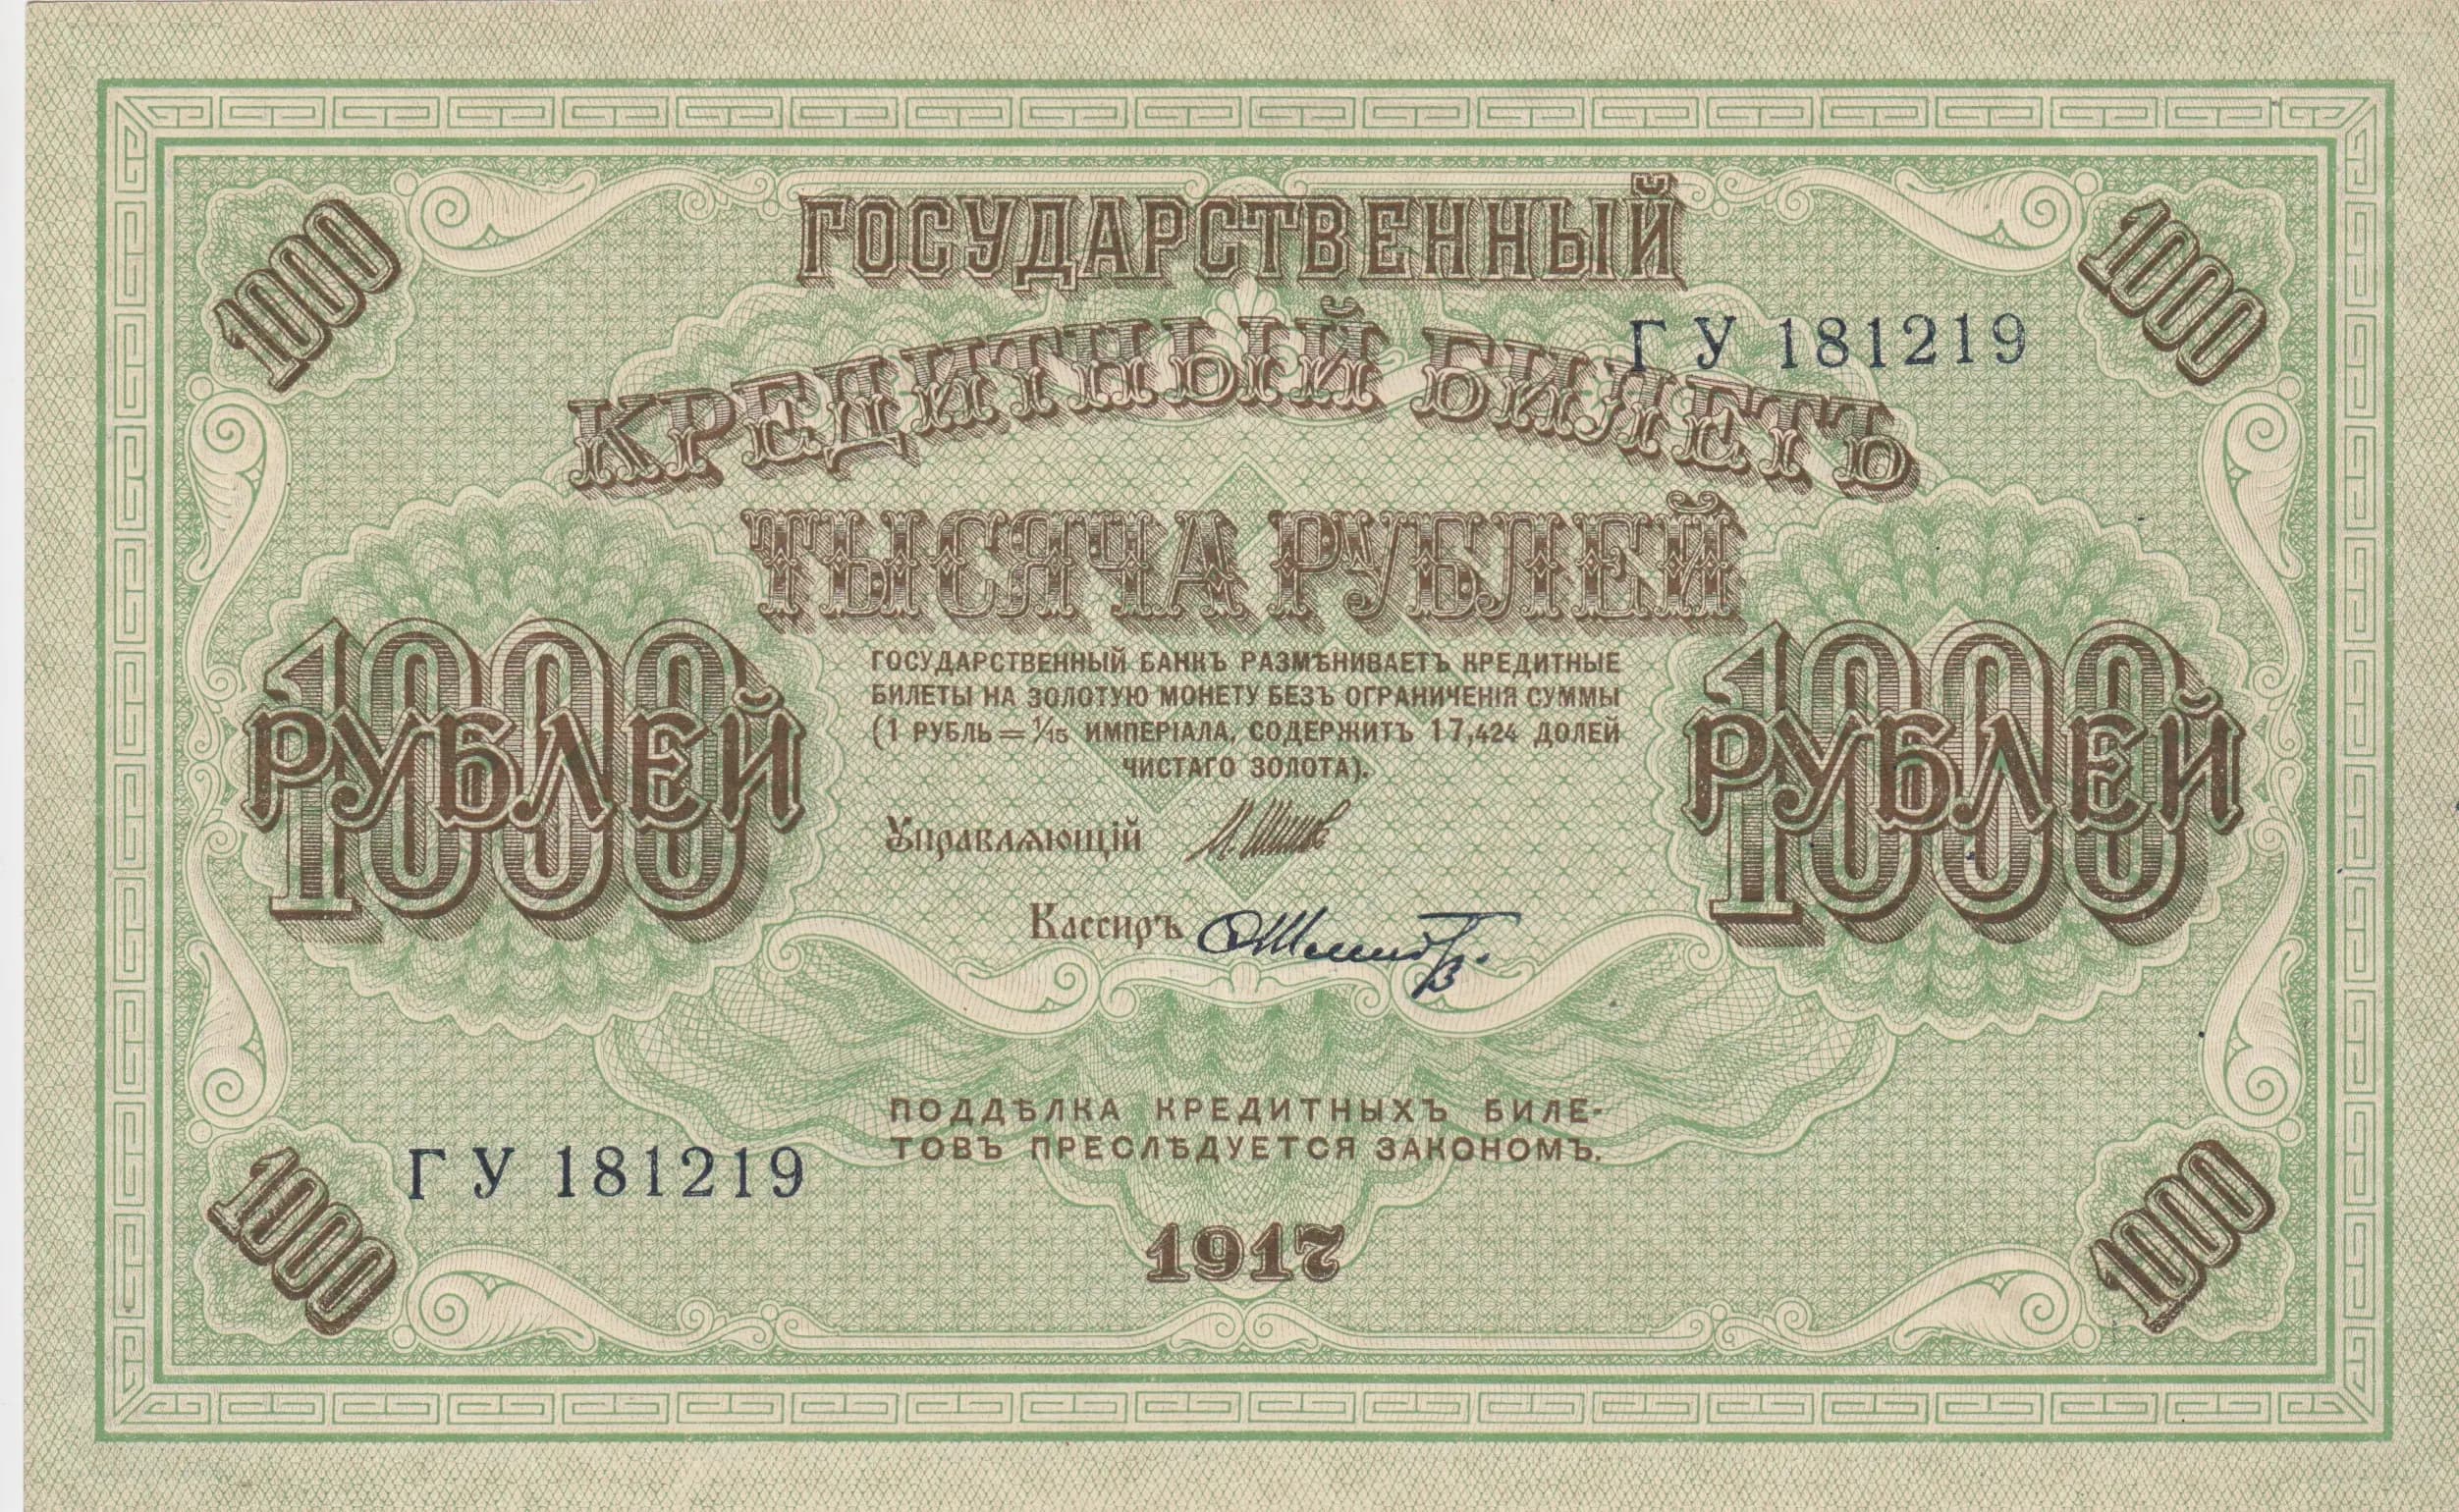 1000
1000
ГОСУДАРСТВЕННЫЙ
ГУ 181219
КРЕДИТНЫЙ БИЛЕТЪ
ТЫСЯЧА РУБЛЕЙ
1000
РУБЛЕЙ
1000
РУБЛЕЙ
ГОСУДАРСТВЕННЫЙ БАНКЪ РАЗМѢНИВАЕТЪ КРЕДИТНЫЕ
БИЛЕТЫ НА ЗОЛОТУЮ МОНЕТУ БЕЗЪ ОГРАНИЧЕНІЯ СУММЫ
(1 РУБЛЬ = 1/15 ИМПЕРІАЛА, СОДЕРЖИТЪ 17,424 ДОЛЕЙ
ЧИСТАГО ЗОЛОТА).
Управляющій
Кассиръ
ПОДДѢЛКА КРЕДИТНЫХЪ БИЛЕ-
ТОВЪ ПРЕСЛѢДУЕТСЯ ЗАКОНОМЪ.
ГУ 181219
1917
1000
1000